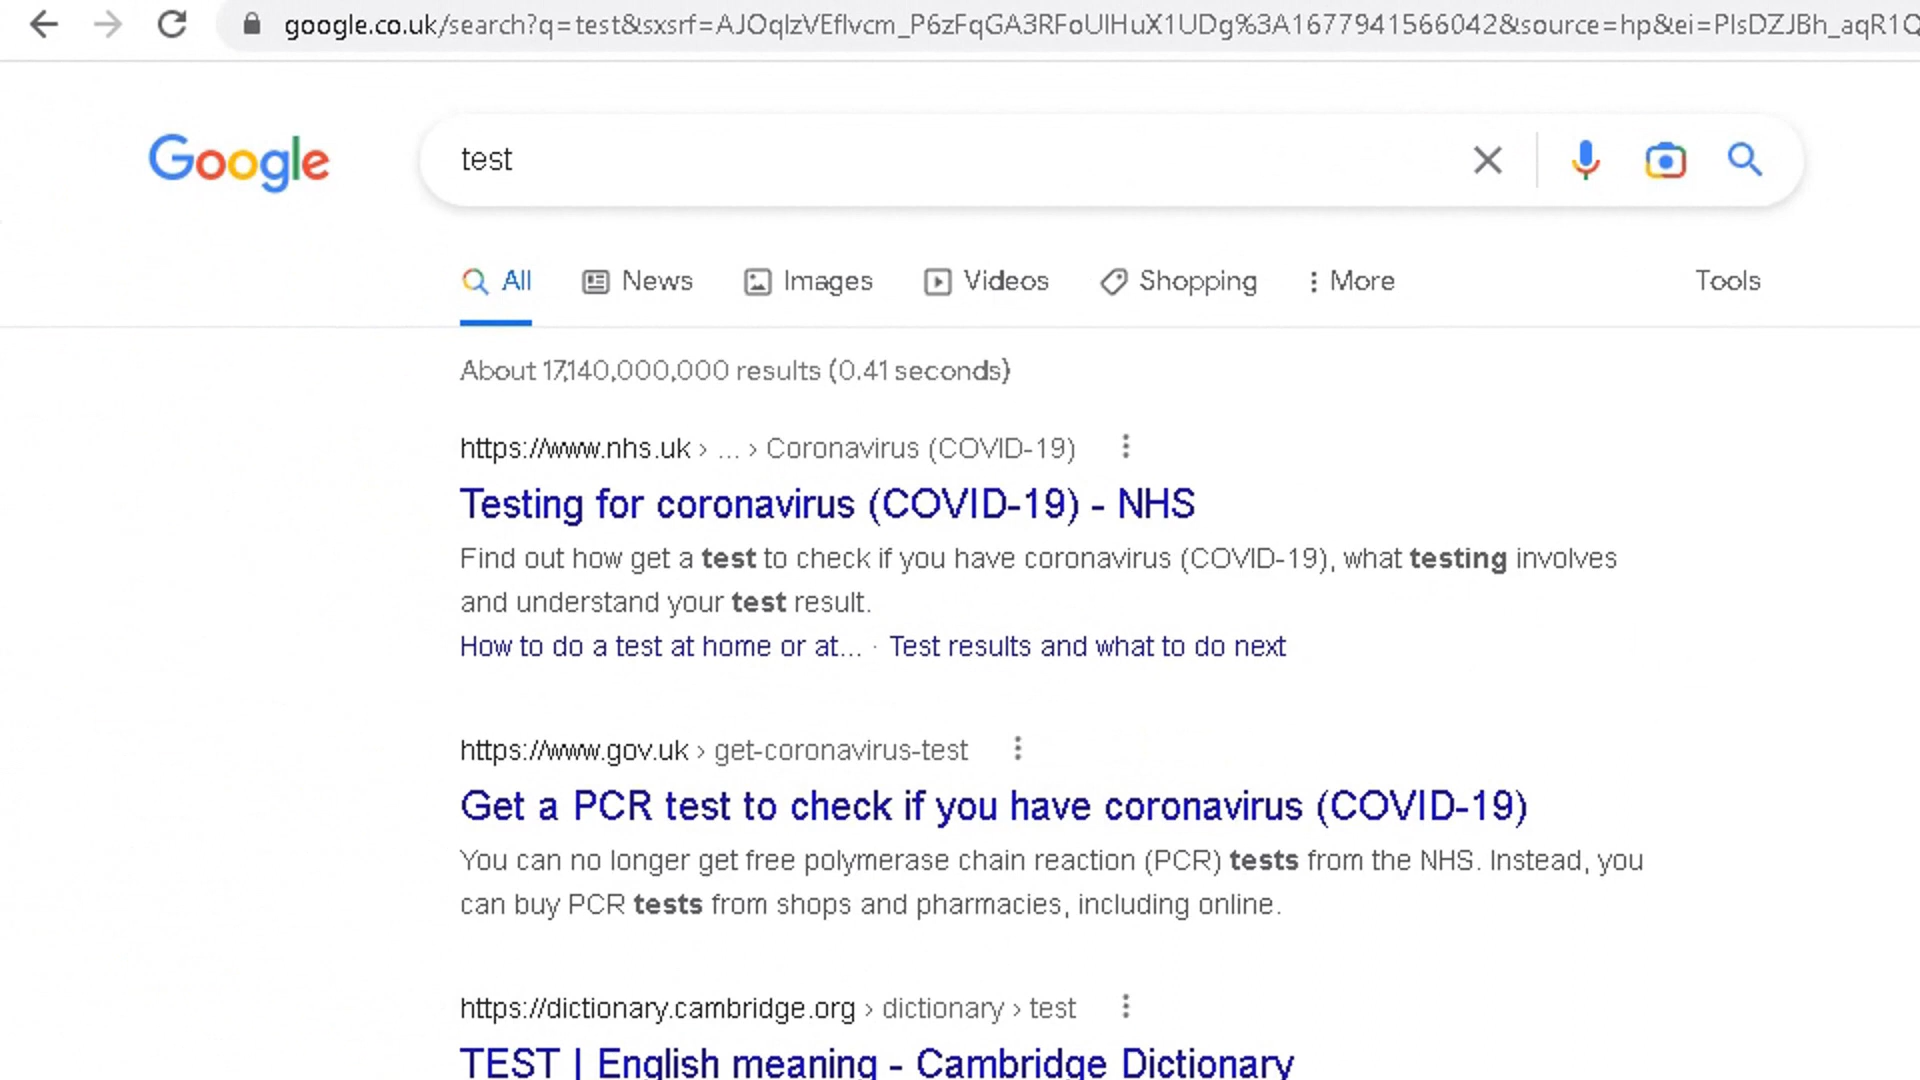 google.co.uk/search?q=test&sxsrf=AJOqlzVEflvcm_P6zFqGA3RFoUlHuX1UDg%3A1677941566042&source=hp&ei=PlsDZJBh_aqR1Q
Google
test
All News Images Videos Shopping More Tools
About 17,140,000,000 results (0.41 seconds)
https://www.nhs.uk › ... › Coronavirus (COVID-19)
Testing for coronavirus (COVID-19) - NHS
Find out how get a test to check if you have coronavirus (COVID-19), what testing involves
and understand your test result.
How to do a test at home or at... · Test results and what to do next
https://www.gov.uk › get-coronavirus-test
Get a PCR test to check if you have coronavirus (COVID-19)
You can no longer get free polymerase chain reaction (PCR) tests from the NHS. Instead, you
can buy PCR tests from shops and pharmacies, including online.
https://dictionary.cambridge.org › dictionary › test
TEST | English meaning - Cambridge Dictionary